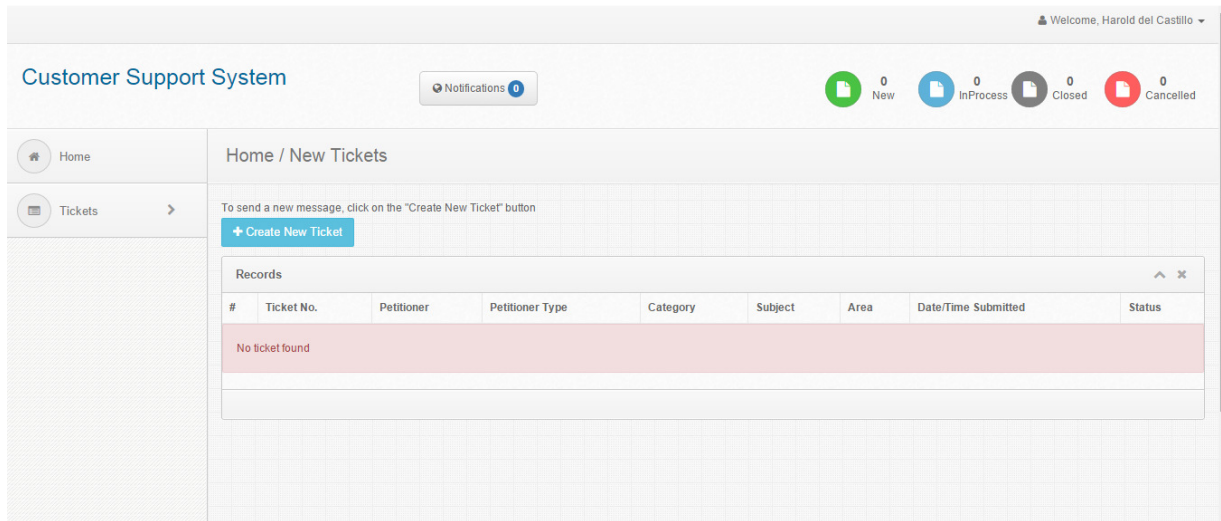 Welcome, Harold del Castillo
Customer Support System
Notifications 0
0 New
0 InProcess
0 Closed
0 Cancelled
Home
Home / New Tickets
Tickets
To send a new message, click on the "Create New Ticket" button
Create New Ticket
Records
# Ticket No. Petitioner Petitioner Type Category Subject Area Date/Time Submitted Status
No ticket found